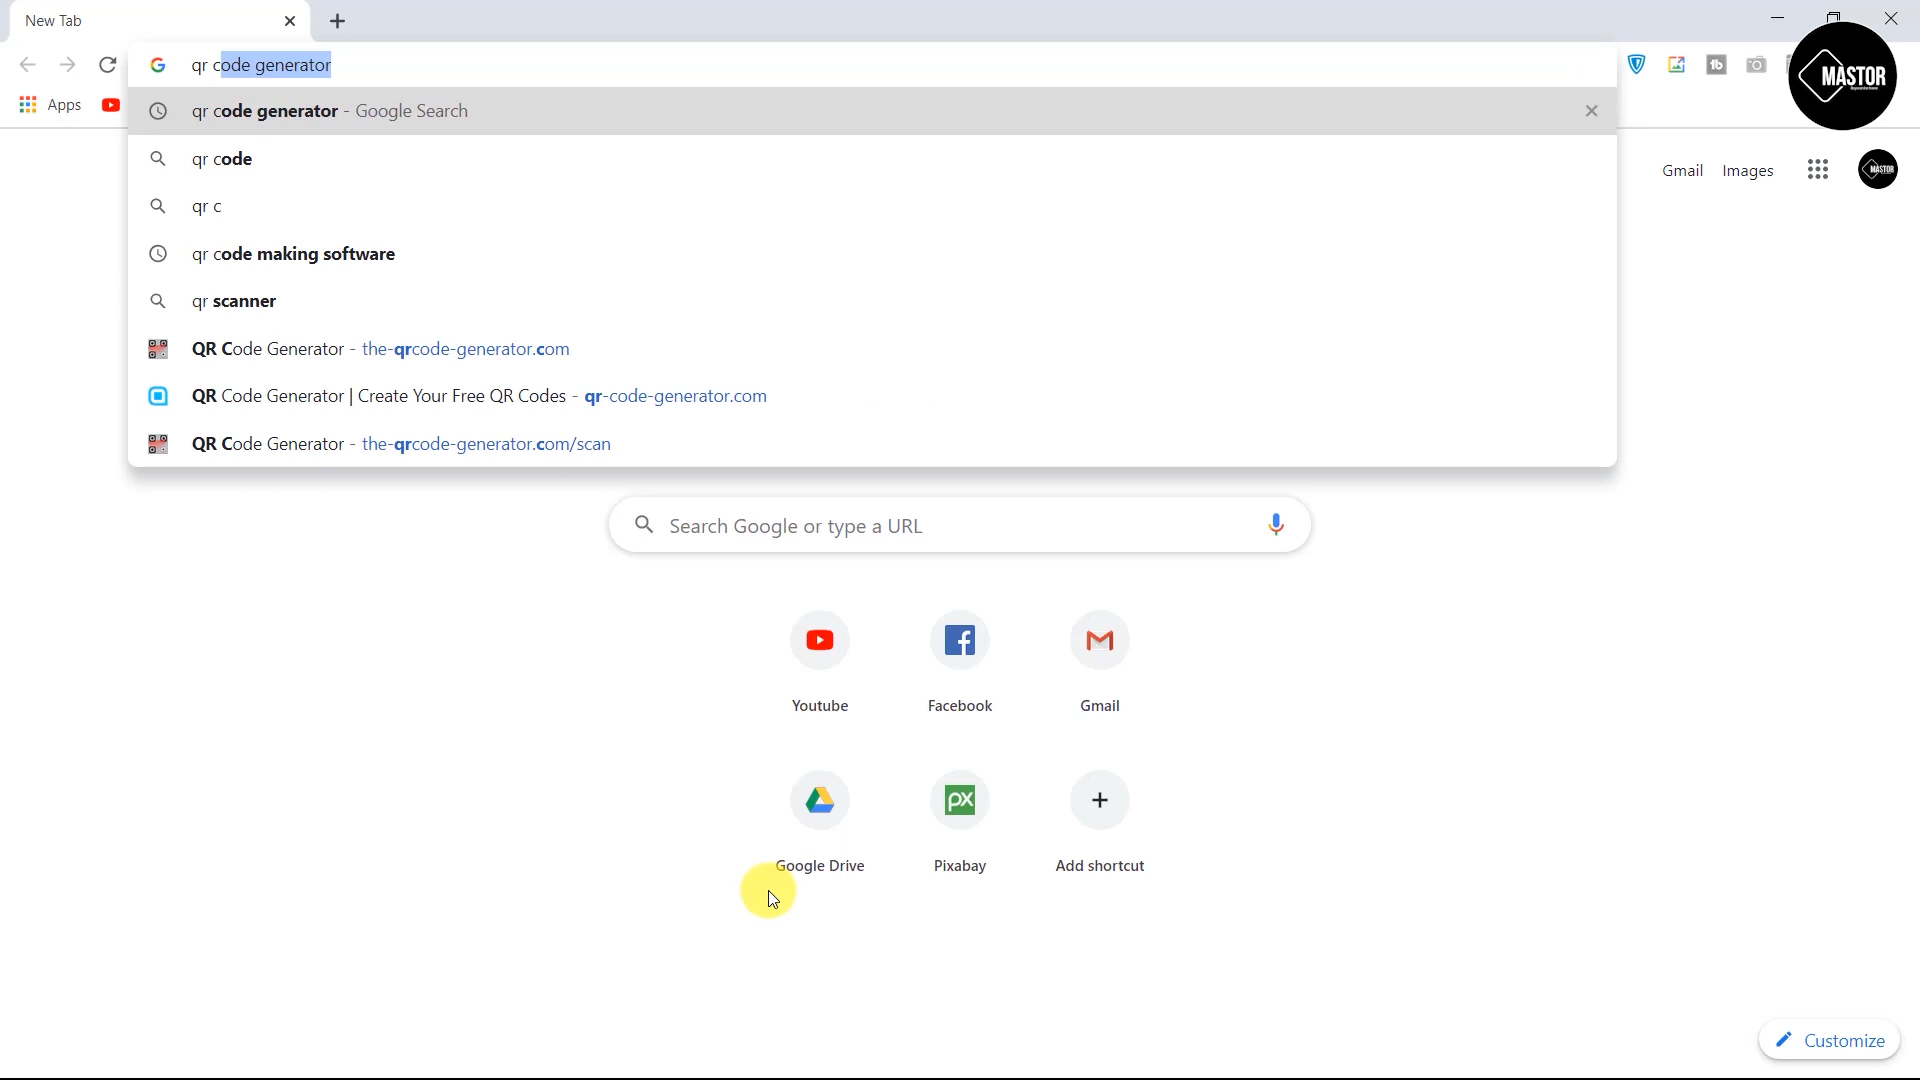 New Tab
qr code generator
Apps
qr code generator - Google Search
qr code
qr c
qr code making software
qr scanner
QR Code Generator - the-qrcode-generator.com
QR Code Generator | Create Your Free QR Codes - qr-code-generator.com
QR Code Generator - the-qrcode-generator.com/scan
tb
MASTOR
Gmail Images
MASTOR
Search Google or type a URL
Youtube Facebook Gmail
px
Google Drive Pixabay Add shortcut
Customize